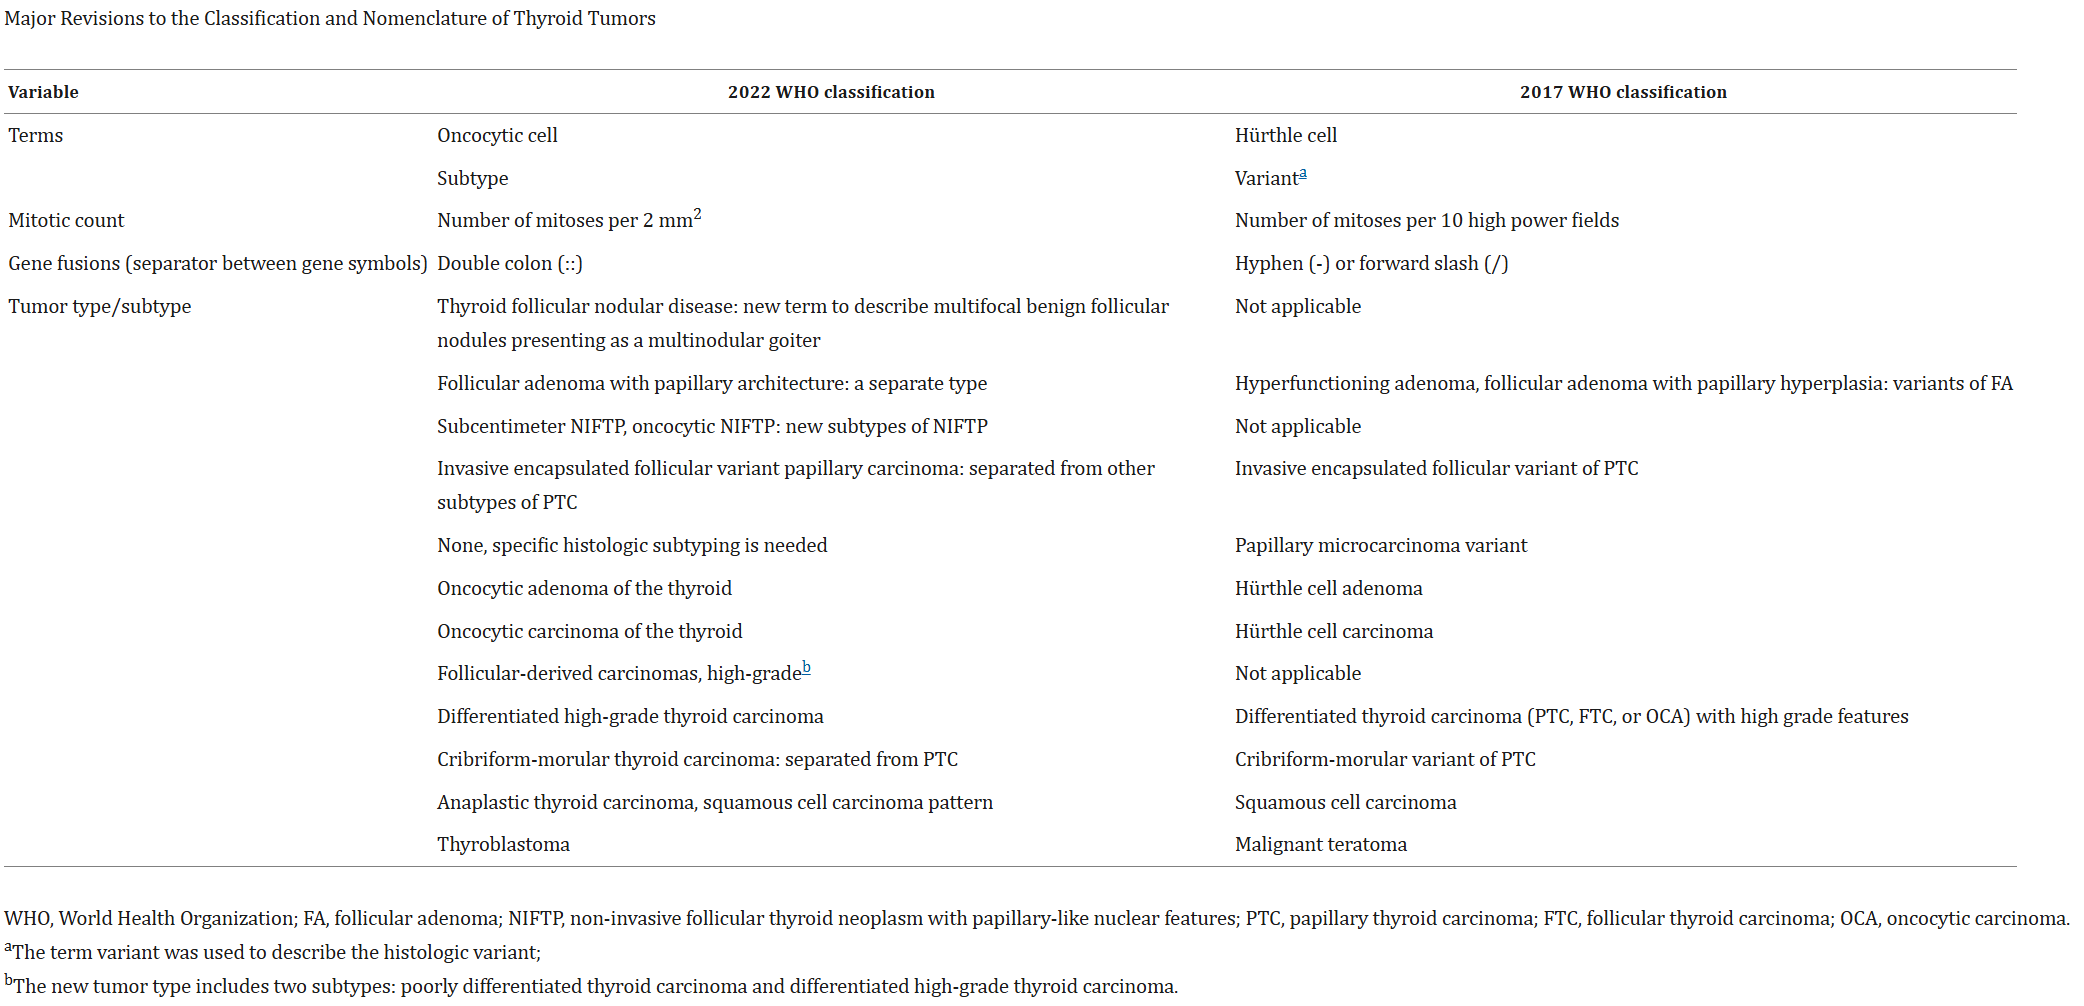 Major Revisions to the Classification and Nomenclature of Thyroid Tumors
Variable 2022 WHO classification 2017 WHO classification
Terms Oncocytic cell Hürthle cell
Subtype Variantᵃ
Mitotic count Number of mitoses per 2 mm² Number of mitoses per 10 high power fields
Gene fusions (separator between gene symbols) Double colon (::) Hyphen (-) or forward slash (/)
Tumor type/subtype Thyroid follicular nodular disease: new term to describe multifocal benign follicular Not applicable
nodules presenting as a multinodular goiter
Follicular adenoma with papillary architecture: a separate type Hyperfunctioning adenoma, follicular adenoma with papillary hyperplasia: variants of FA
Subcentimeter NIFTP, oncocytic NIFTP: new subtypes of NIFTP Not applicable
Invasive encapsulated follicular variant papillary carcinoma: separated from other Invasive encapsulated follicular variant of PTC
subtypes of PTC
None, specific histologic subtyping is needed Papillary microcarcinoma variant
Oncocytic adenoma of the thyroid Hürthle cell adenoma
Oncocytic carcinoma of the thyroid Hürthle cell carcinoma
Follicular-derived carcinomas, high-gradeᵇ Not applicable
Differentiated high-grade thyroid carcinoma Differentiated thyroid carcinoma (PTC, FTC, or OCA) with high grade features
Cribriform-morular thyroid carcinoma: separated from PTC Cribriform-morular variant of PTC
Anaplastic thyroid carcinoma, squamous cell carcinoma pattern Squamous cell carcinoma
Thyroblastoma Malignant teratoma
WHO, World Health Organization; FA, follicular adenoma; NIFTP, non-invasive follicular thyroid neoplasm with papillary-like nuclear features; PTC, papillary thyroid carcinoma; FTC, follicular thyroid carcinoma; OCA, oncocytic carcinoma.
ᵃThe term variant was used to describe the histologic variant;
ᵇThe new tumor type includes two subtypes: poorly differentiated thyroid carcinoma and differentiated high-grade thyroid carcinoma.